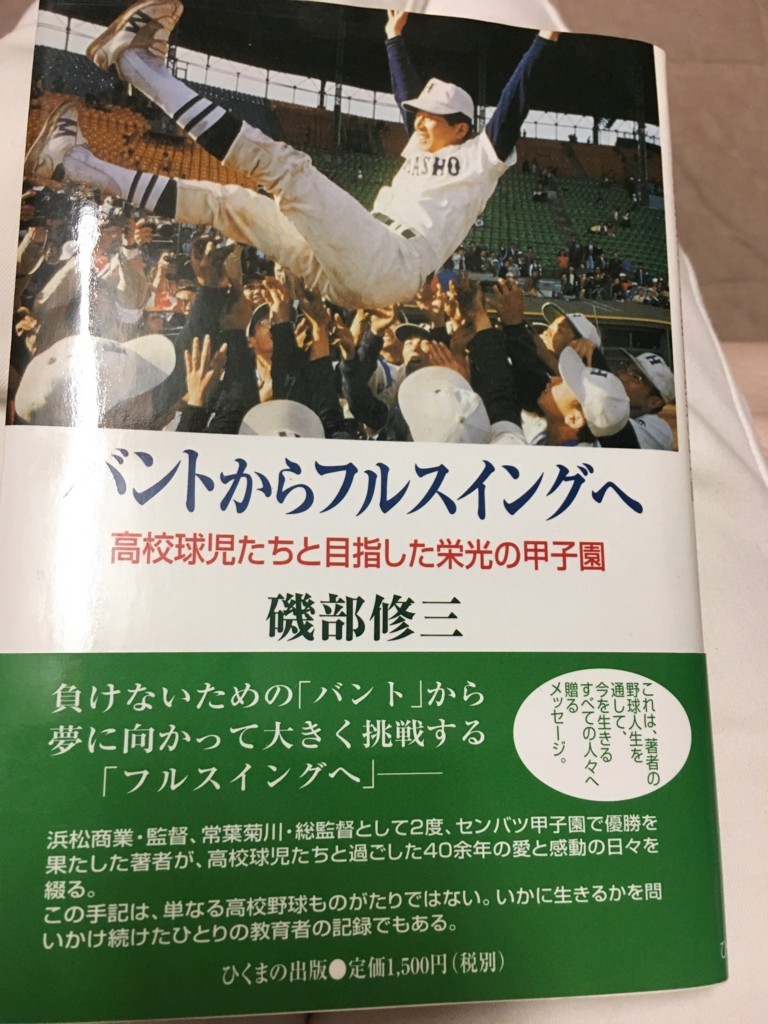 ASHO
バントからフルスイングへ
高校球児たちと目指した栄光の甲子園
磯部修三
負けないための「バント」から
夢に向かって大きく挑戦する
「フルスイングへ」――
これは、著者の
野球人生を
通して、
今を生きる
すべての人々へ
贈る
メッセージ。
浜松商業・監督、常葉菊川・総監督として2度、センバツ甲子園で優勝を
果たした著者が、高校球児たちと過ごした40余年の愛と感動の日々を
綴る。
この手記は、単なる高校野球ものがたりではない。いかに生きるかを問
いかけ続けたひとりの教育者の記録でもある。
ひくまの出版●定価1,500円(税別)